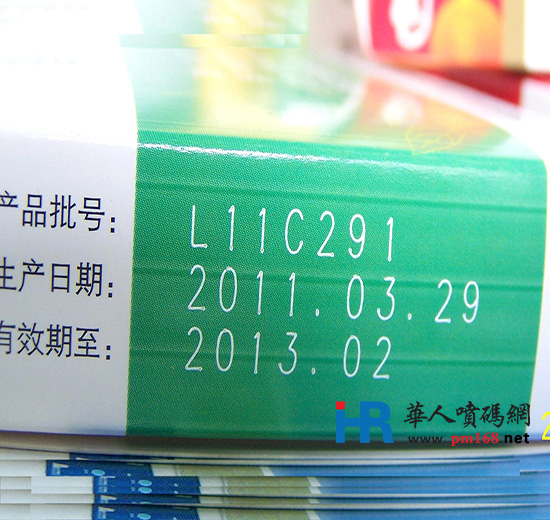 产品批号: L11C291
生产日期: 2011.03.29
有效期至: 2013.02
HR 華人噴碼網
www.pm168.net